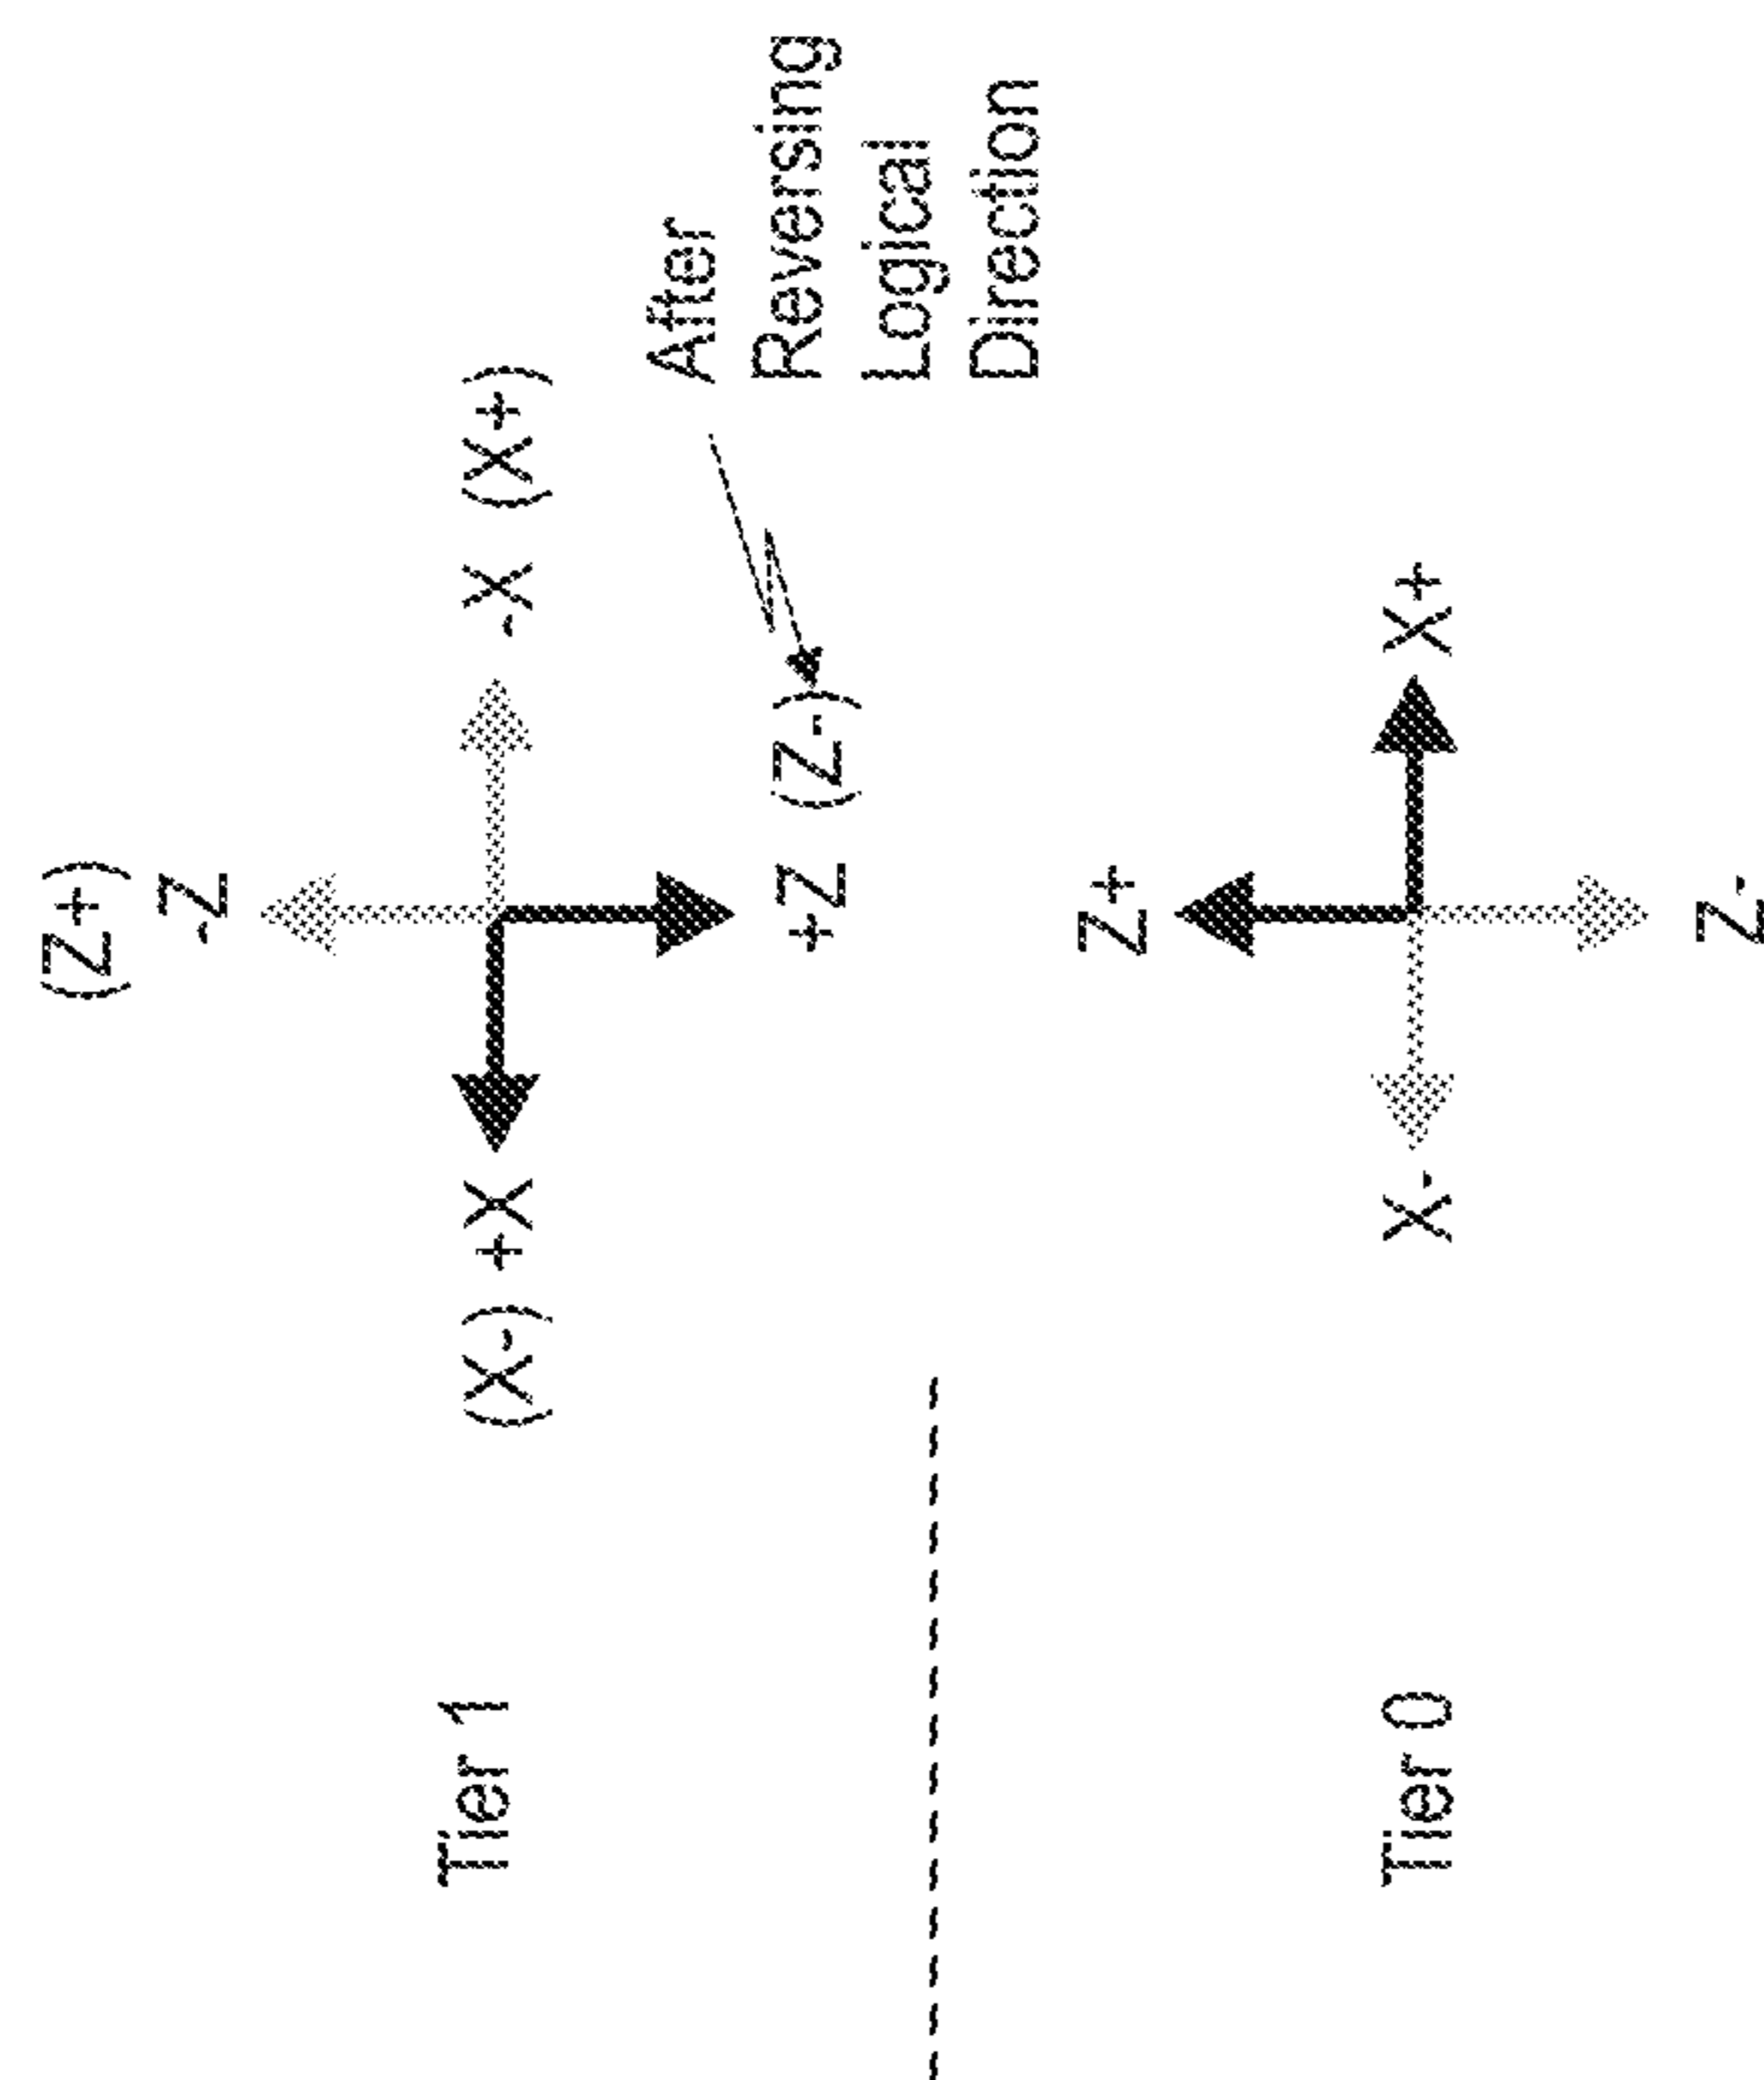 (Z+)
-Z
Tier 1
(X-) +X
-X (X+)
+Z (Z-)
After
Reversing
Logical
Direction
Z+
Tier 0
X-
X+
Z-